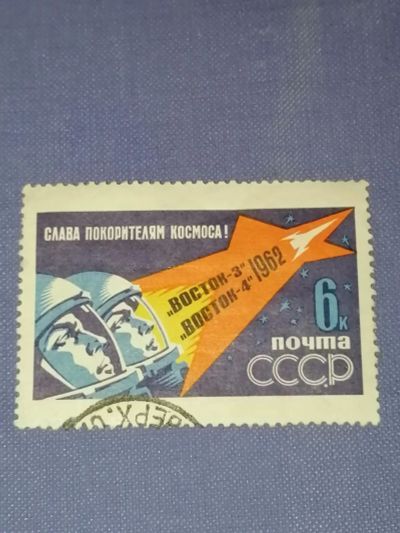 СЛАВА ПОКОРИТЕЛЯМ КОСМОСА!
„ВОСТОК-3"
„ВОСТОК-4" 1962
6к
почта
СССР